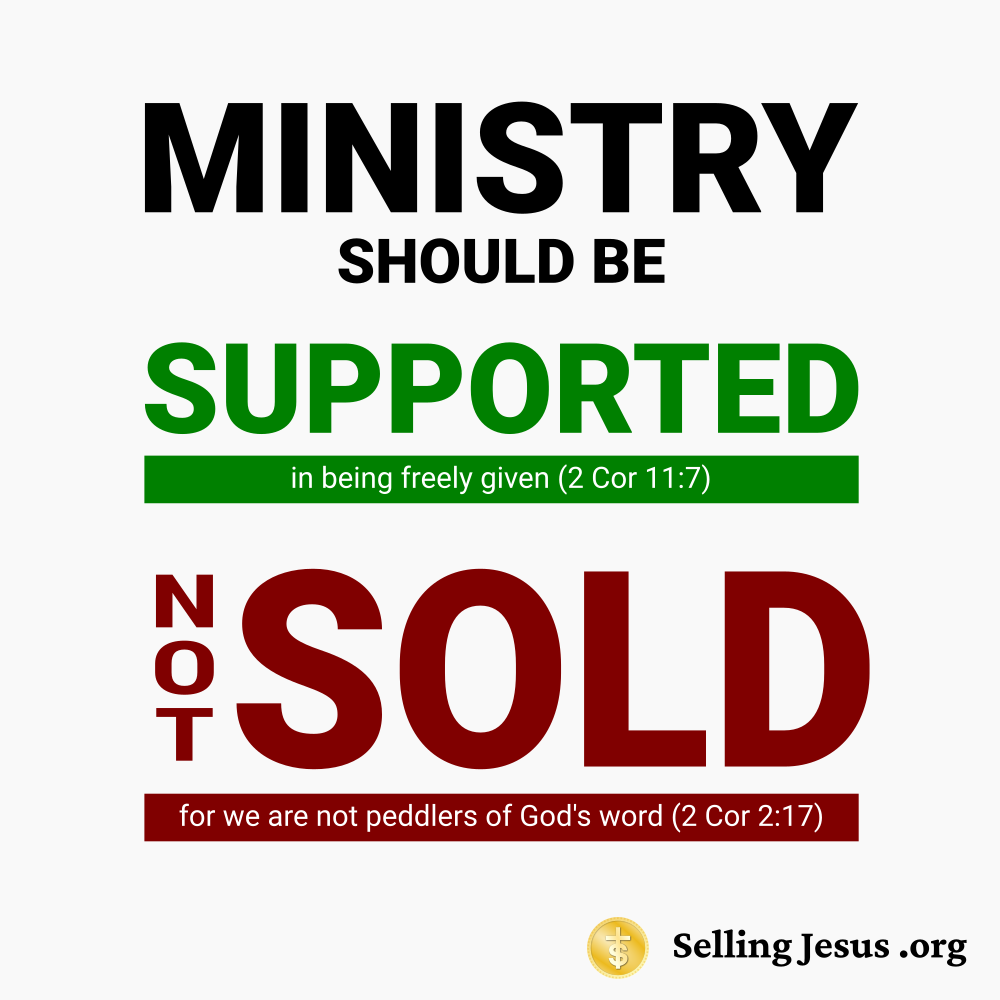 MINISTRY
SHOULD BE
SUPPORTED
in being freely given (2 Cor 11:7)
NOT SOLD
for we are not peddlers of God's word (2 Cor 2:17)
Selling Jesus .org